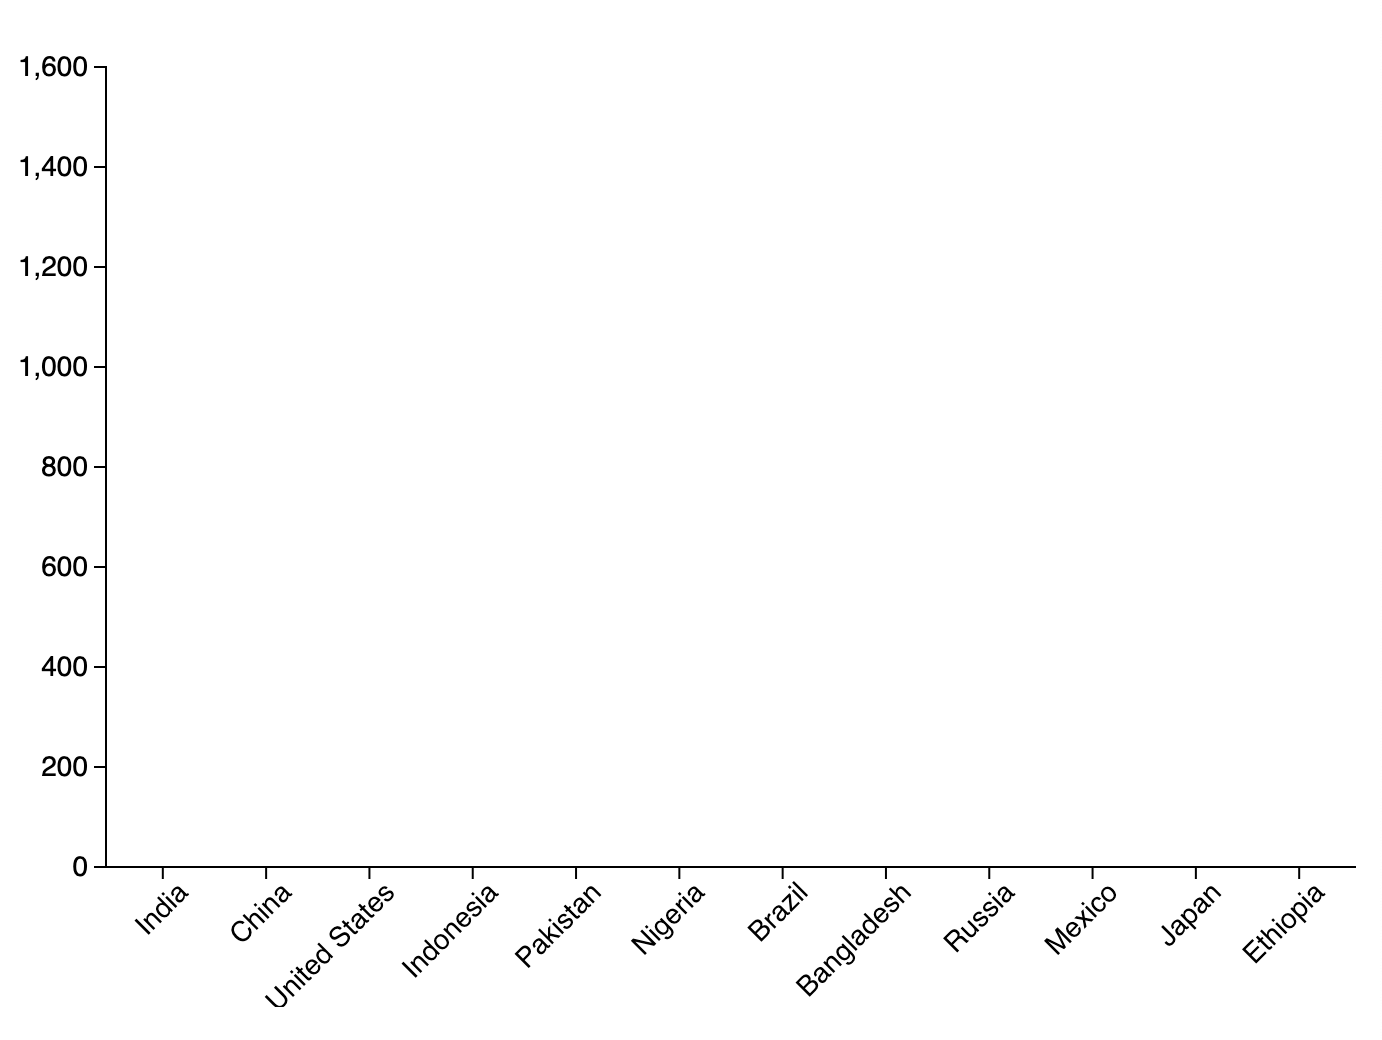 1,600
1,400
1,200
1,000
800
600
400
200
0
India
China
United States
Indonesia
Pakistan
Nigeria
Brazil
Bangladesh
Russia
Mexico
Japan
Ethiopia